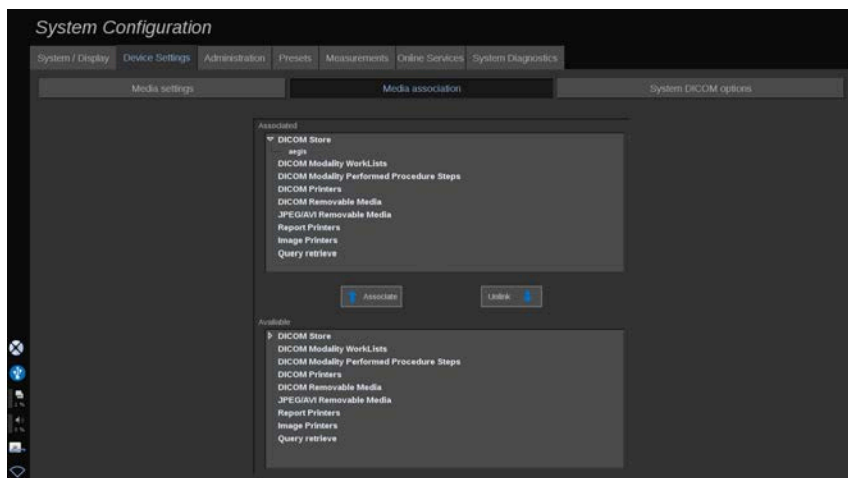 System Configuration
System / Display Device Settings Administration Presets Measurements Online Services System Diagnostics
Media settings Media association System DICOM options
Associated
DICOM Store
aegis
DICOM Modality WorkLists
DICOM Modality Performed Procedure Steps
DICOM Printers
DICOM Removable Media
JPEG/AVI Removable Media
Report Printers
Image Printers
Query retrieve
Associate Unlink
Available
DICOM Store
DICOM Modality WorkLists
DICOM Modality Performed Procedure Steps
DICOM Printers
DICOM Removable Media
JPEG/AVI Removable Media
Report Printers
Image Printers
Query retrieve